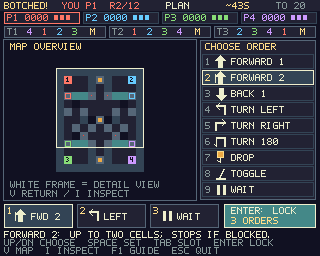 BOTCHED! YOU P1 R2/12 PLAN ~43S TO 20
P1 0000 P2 0000 P3 0000 P4 0000
T1 4 1 2 3 M T2 1 2 3 4 M T3 2 3 4 1 M
MAP OVERVIEW
1 2
3 4
WHITE FRAME = DETAIL VIEW
V RETURN / I INSPECT
CHOOSE ORDER
1 FORWARD 1
2 FORWARD 2
3 BACK 1
4 TURN LEFT
5 TURN RIGHT
6 TURN 180
7 DROP
8 TOGGLE
9 WAIT
1 FWD 2 2 LEFT 3 WAIT
ENTER: LOCK
3 ORDERS
FORWARD 2: UP TO TWO CELLS; STOPS IF BLOCKED.
UP/DN CHOOSE SPACE SET TAB SLOT ENTER LOCK
V MAP I INSPECT F1 GUIDE ESC QUIT